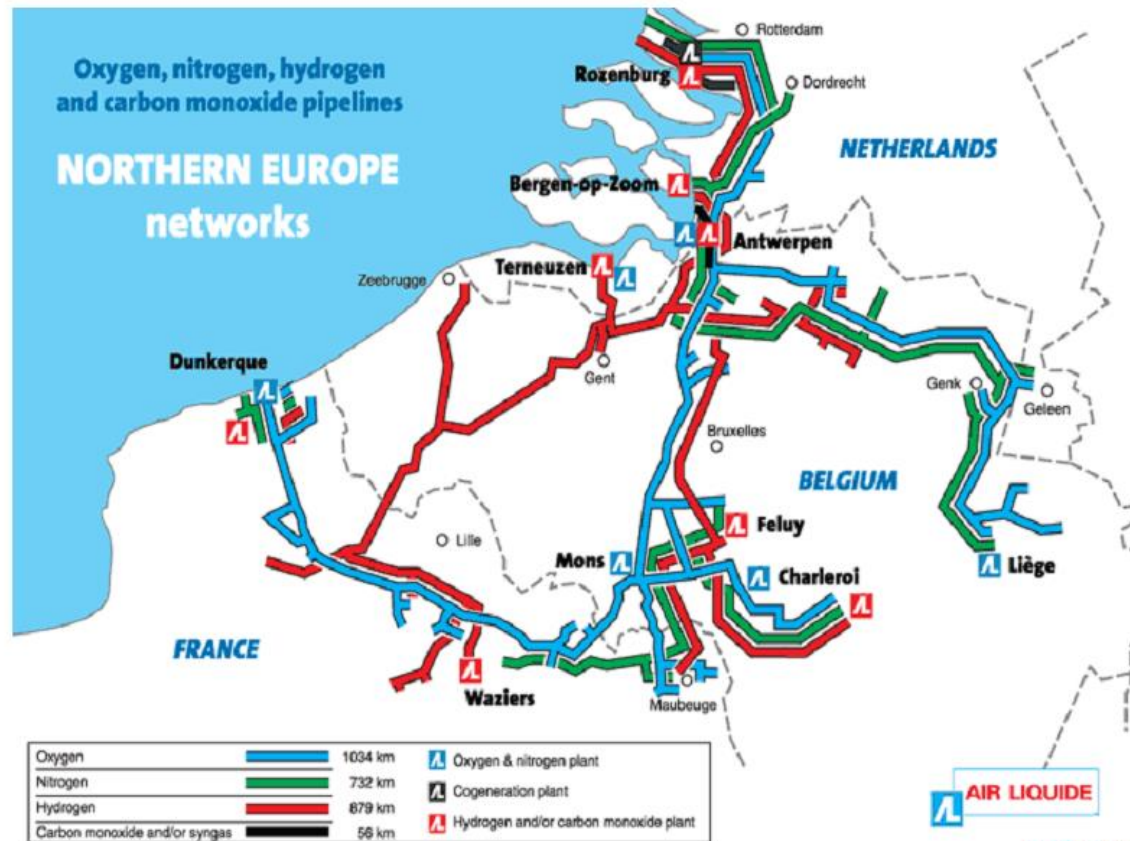 Oxygen, nitrogen, hydrogen
and carbon monoxide pipelines
NORTHERN EUROPE
networks
Rotterdam
Rozenburg
Dordrecht
NETHERLANDS
Bergen-op-Zoom
Antwerpen
Terneuzen
Zeebrugge
Dunkerque
Gent
Genk
Geleen
Bruxelles
BELGIUM
Lille
Feluy
Mons
Charleroi
Liège
FRANCE
Waziers
Maubeuge
Oxygen 1034 km
Nitrogen 732 km
Hydrogen 879 km
Carbon monoxide and/or syngas 56 km
Oxygen & nitrogen plant
Cogeneration plant
Hydrogen and/or carbon monoxide plant
AIR LIQUIDE